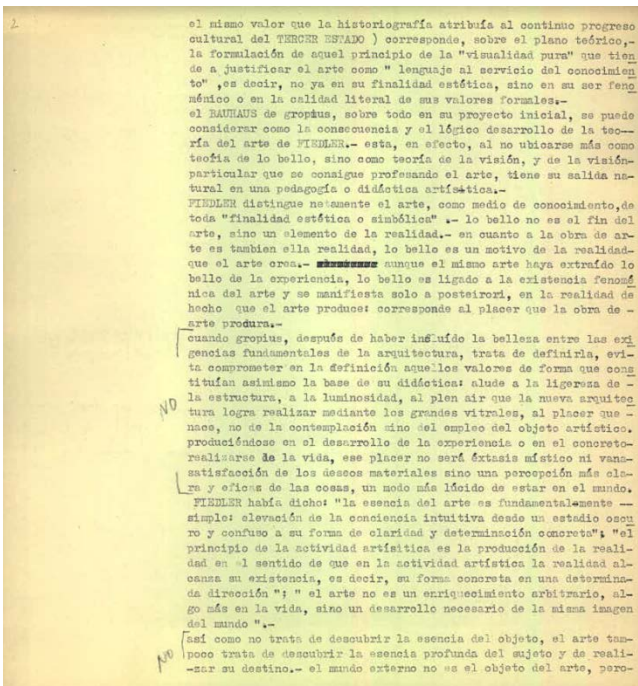 2
el mismo valor que la historiografía atribuía al continuo progreso
cultural del TERCER ESTADO ) corresponde, sobre el plano teórico,-
la formulación de aquel principio de la "visualidad pura" que tien
de a justificar el arte como " lenguaje al servicio del conocimien
to" ,es decir, no ya en su finalidad estética, sino en su ser feno
ménico o en la calidad literal de sus valores formales.-
el BAUHAUS de gropius, sobre todo en su proyecto inicial, se puede
considerar como la consecuencia y el lógico desarrollo de la teo--
ría del arte de FIEDLER.- esta, en efecto, al no ubicarse más como
teoría de lo bello, sino como teoría de la visión, y de la visión-
particular que se consigue profesando el arte, tiene su salida na-
tural en una pedagogía o didáctica artística.-
FIEDLER distingue netamente el arte, como medio de conocimiento,de
toda "finalidad estética o simbólica" .- lo bello no es el fin del
arte, sino un elemento de la realidad.- en cuanto a la obra de ar-
te es tambien ella realidad, lo bello es un motivo de la realidad-
que el arte crea.- aunque el mismo arte haya extraído lo
bello de la experiencia, lo bello es ligado a la existencia fenomé
nica del arte y se manifiesta solo a posteirori, en la realidad de
hecho que el arte produce: corresponde al placer que la obra de -
arte produra.-
cuando gropius, después de haber influído la belleza entre las exi
gencias fundamentales de la arquitectura, trata de definirla, evi-
ta comprometer en la definición aquellos valores de forma que cons
tituían asimismo la base de su didáctica: alude a la ligereza de -
la estructura, a la luminosidad, al plen air que la nueva arquitec
NO
tura logra realizar mediante los grandes vitrales, al placer que -
nace, no de la contemplación sino del empleo del objeto artístico.
produciéndose en el desarrollo de la experiencia o en el concreto-
realizarse de la vida, ese placer no será éxtasis místico ni vana-
satisfacción de los deseos materiales sino una percepción más cla-
ra y eficas de las cosas, un modo más lúcido de estar en el mundo.
FIEDLER había dicho: "la esencia del arte es fundamentalemente --
simple: elevación de la conciencia intuitiva desde un estadio oscu
ro y confuso a su forma de claridad y determinación concreta"; "el
principio de la actividad artísitica es la producción de la reali-
dad en el sentido de que en la actividad artística la realidad al-
canza su existencia, es decir, su forma concreta en una determina-
da dirección "; " el arte no es un enriquecimiento arbitrario, al-
go más en la vida, sino un desarrollo necesario de la misma imagen
del mundo ".-
así como no trata de descubrir la esencia del objeto, el arte tam-
NO
poco trata de descubrir la esencia profunda del sujeto y de reali-
-zar su destino.- el mundo externo no es el objeto del arte, pero-